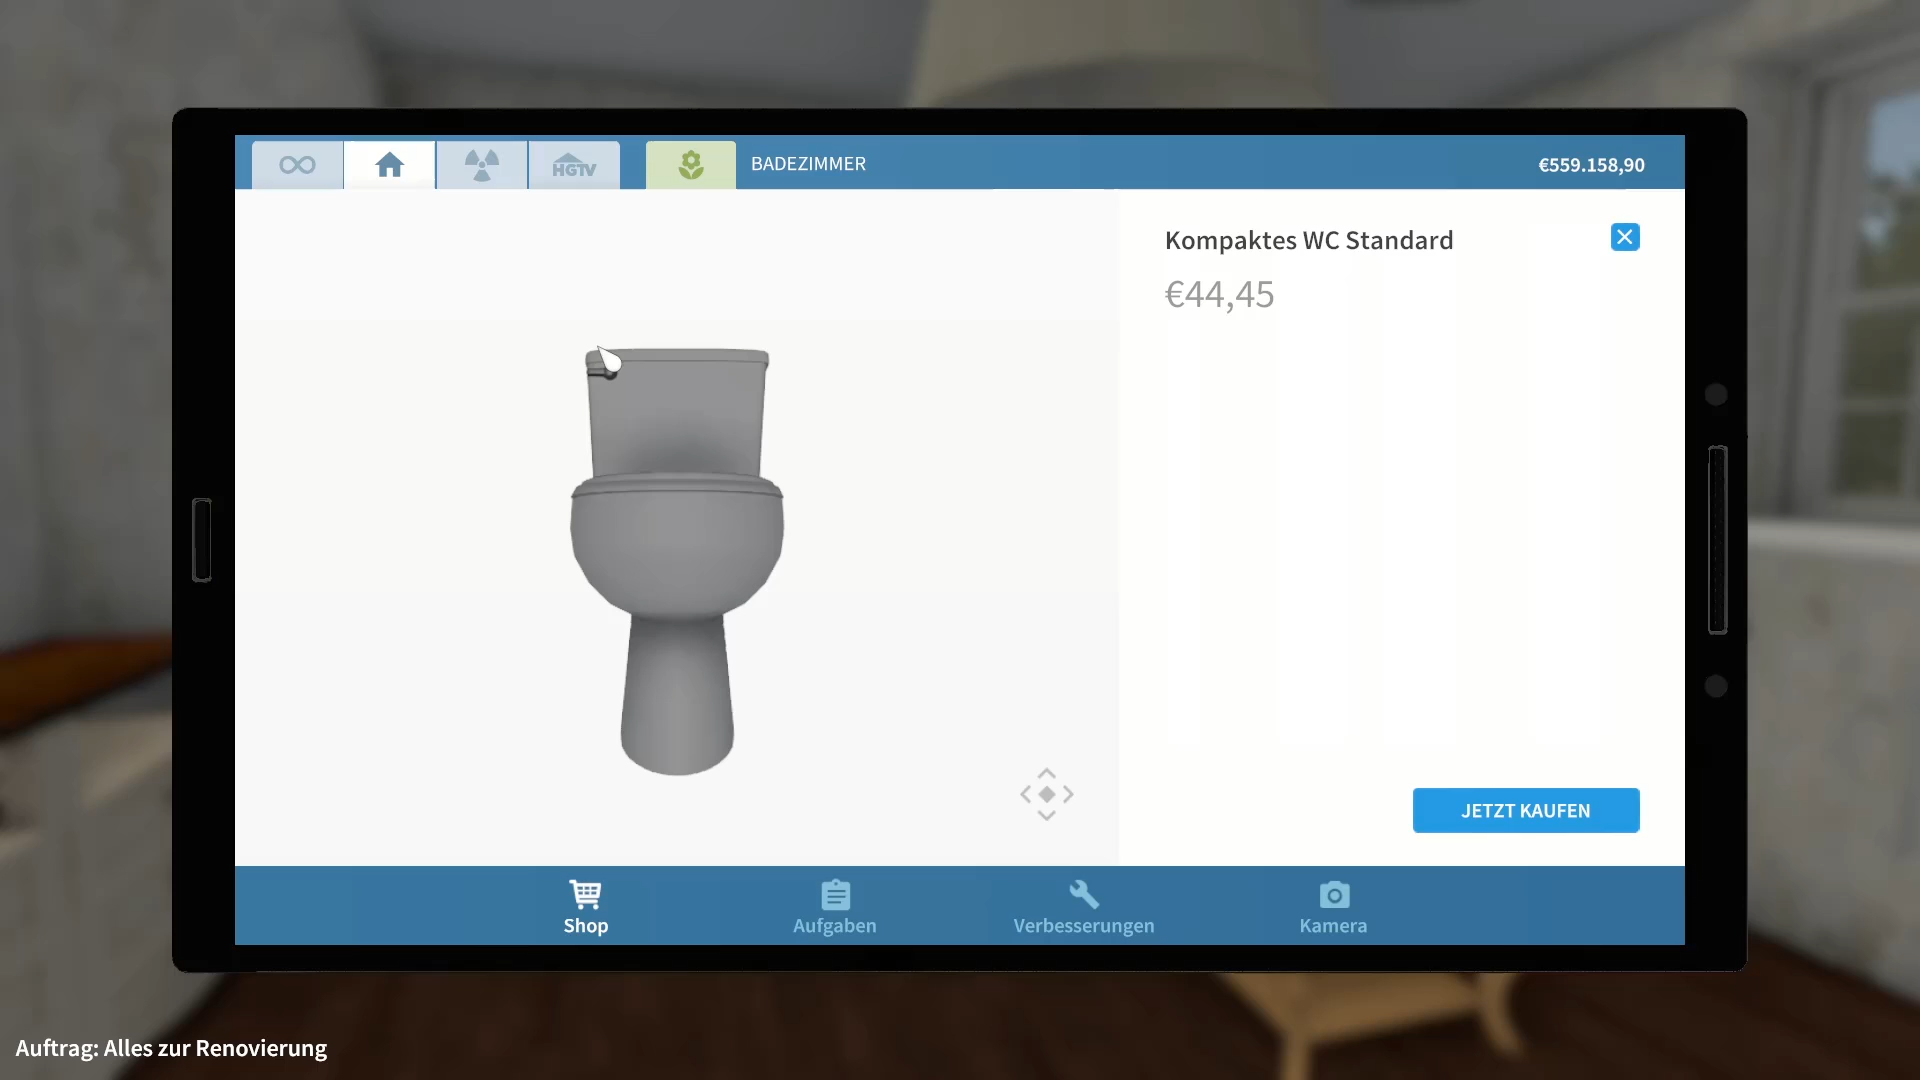 HGTV
BADEZIMMER
€559.158,90
Kompaktes WC Standard
€44,45
JETZT KAUFEN
Shop
Aufgaben
Verbesserungen
Kamera
Auftrag: Alles zur Renovierung